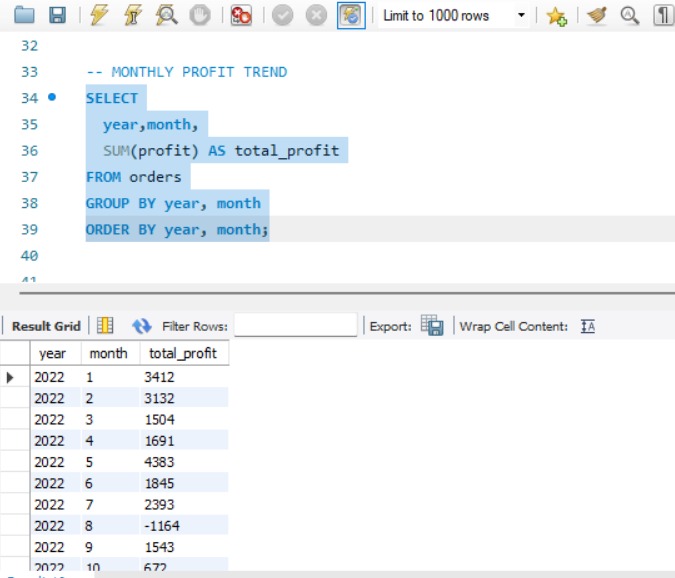 Limit to 1000 rows
32
33 -- MONTHLY PROFIT TREND
34 SELECT
35 year,month,
36 SUM(profit) AS total_profit
37 FROM orders
38 GROUP BY year, month
39 ORDER BY year, month;
40
41
Result Grid Filter Rows: Export: Wrap Cell Content:
year month total_profit
2022 1 3412
2022 2 3132
2022 3 1504
2022 4 1691
2022 5 4383
2022 6 1845
2022 7 2393
2022 8 -1164
2022 9 1543
2022 10 672